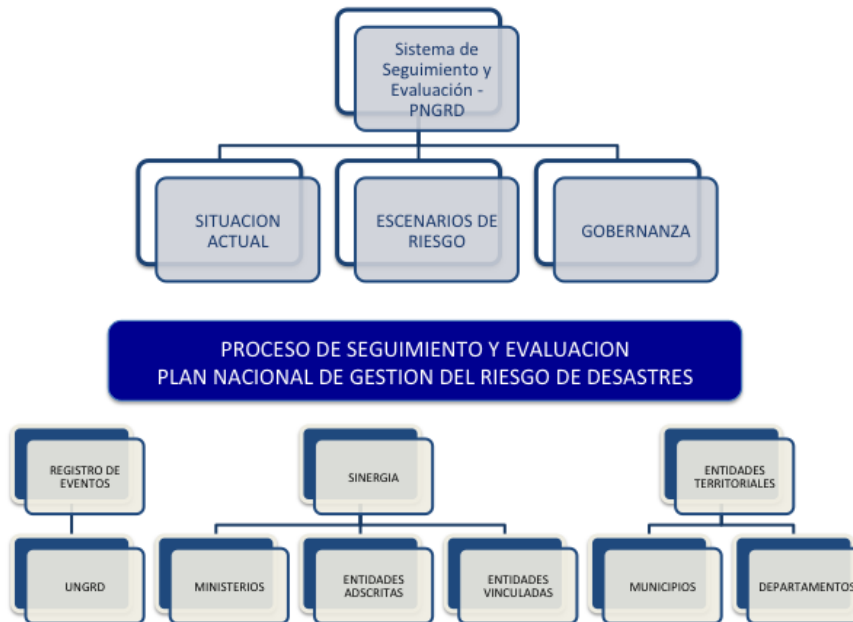 Sistema de
Seguimiento y
Evaluación -
PNGRD
SITUACION
ACTUAL
ESCENARIOS DE
RIESGO
GOBERNANZA
PROCESO DE SEGUIMIENTO Y EVALUACION
PLAN NACIONAL DE GESTION DEL RIESGO DE DESASTRES
REGISTRO DE
EVENTOS
SINERGIA
ENTIDADES
TERRITORIALES
UNGRD
MINISTERIOS
ENTIDADES
ADSCRITAS
ENTIDADES
VINCULADAS
MUNICIPIOS
DEPARTAMENTOS